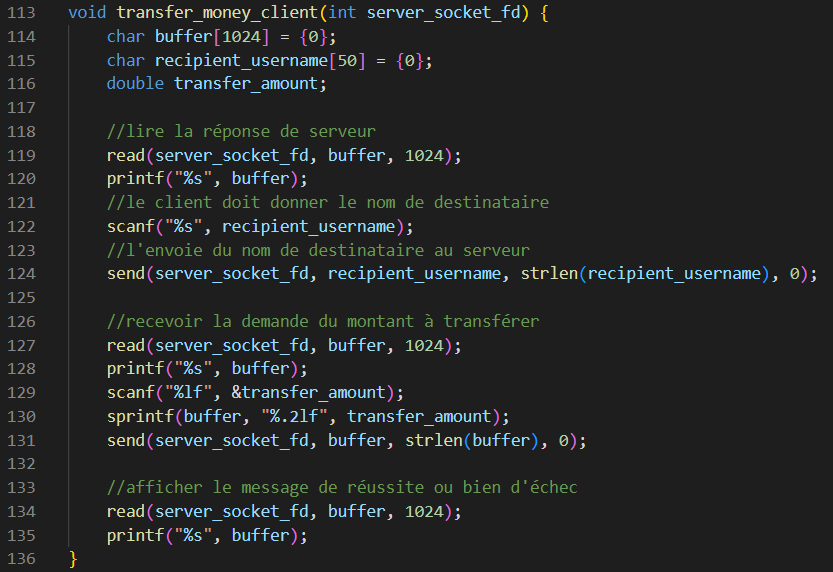 113 void transfer_money_client(int server_socket_fd) {
114     char buffer[1024] = {0};
115     char recipient_username[50] = {0};
116     double transfer_amount;
117
118     //lire la réponse de serveur
119     read(server_socket_fd, buffer, 1024);
120     printf("%s", buffer);
121     //le client doit donner le nom de destinataire
122     scanf("%s", recipient_username);
123     //l'envoie du nom de destinataire au serveur
124     send(server_socket_fd, recipient_username, strlen(recipient_username), 0);
125
126     //recevoir la demande du montant à transférer
127     read(server_socket_fd, buffer, 1024);
128     printf("%s", buffer);
129     scanf("%lf", &transfer_amount);
130     sprintf(buffer, "%.2lf", transfer_amount);
131     send(server_socket_fd, buffer, strlen(buffer), 0);
132
133     //afficher le message de réussite ou bien d'échec
134     read(server_socket_fd, buffer, 1024);
135     printf("%s", buffer);
136 }